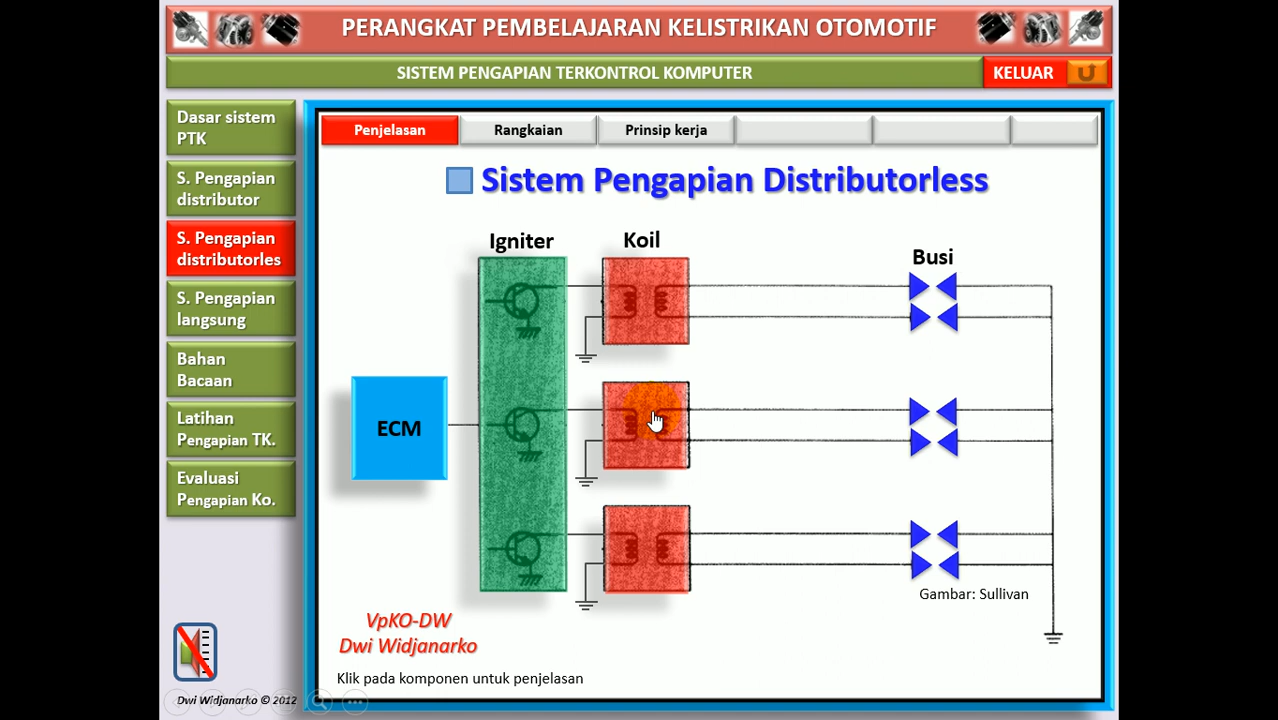 PERANGKAT PEMBELAJARAN KELISTRIKAN OTOMOTIF
SISTEM PENGAPIAN TERKONTROL KOMPUTER
KELUAR
Dasar sistem
PTK
S. Pengapian
distributor
S. Pengapian
distributorles
S. Pengapian
langsung
Bahan
Bacaan
Latihan
Pengapian TK.
Evaluasi
Pengapian Ko.
Dwi Widjanarko © 2012
Penjelasan
Rangkaian
Prinsip kerja
Sistem Pengapian Distributorless
Igniter
Koil
Busi
ECM
Gambar: Sullivan
VpKO-DW
Dwi Widjanarko
Klik pada komponen untuk penjelasan